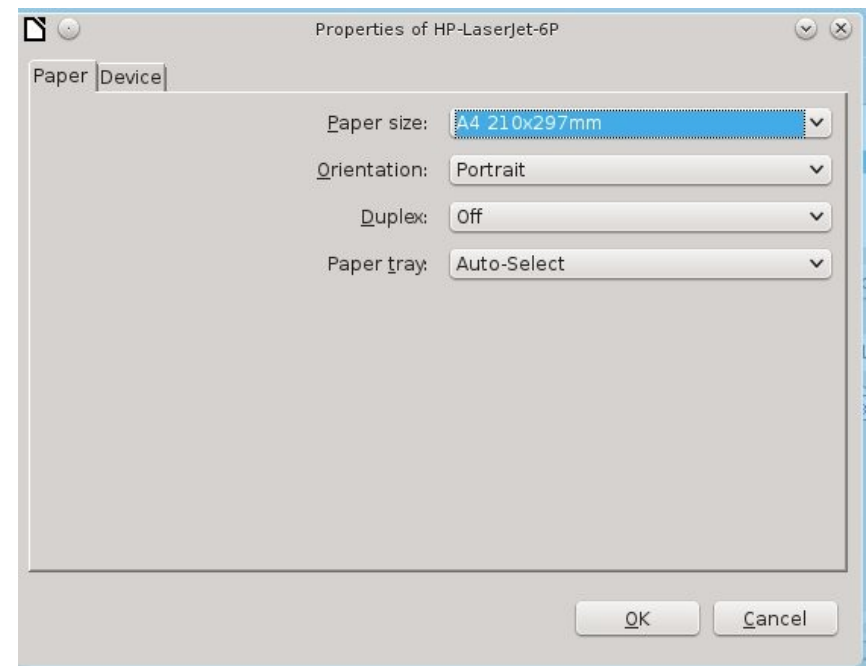 Properties of HP-LaserJet-6P
Paper Device
Paper size: A4 210x297mm
Orientation: Portrait
Duplex: Off
Paper tray: Auto-Select
OK Cancel